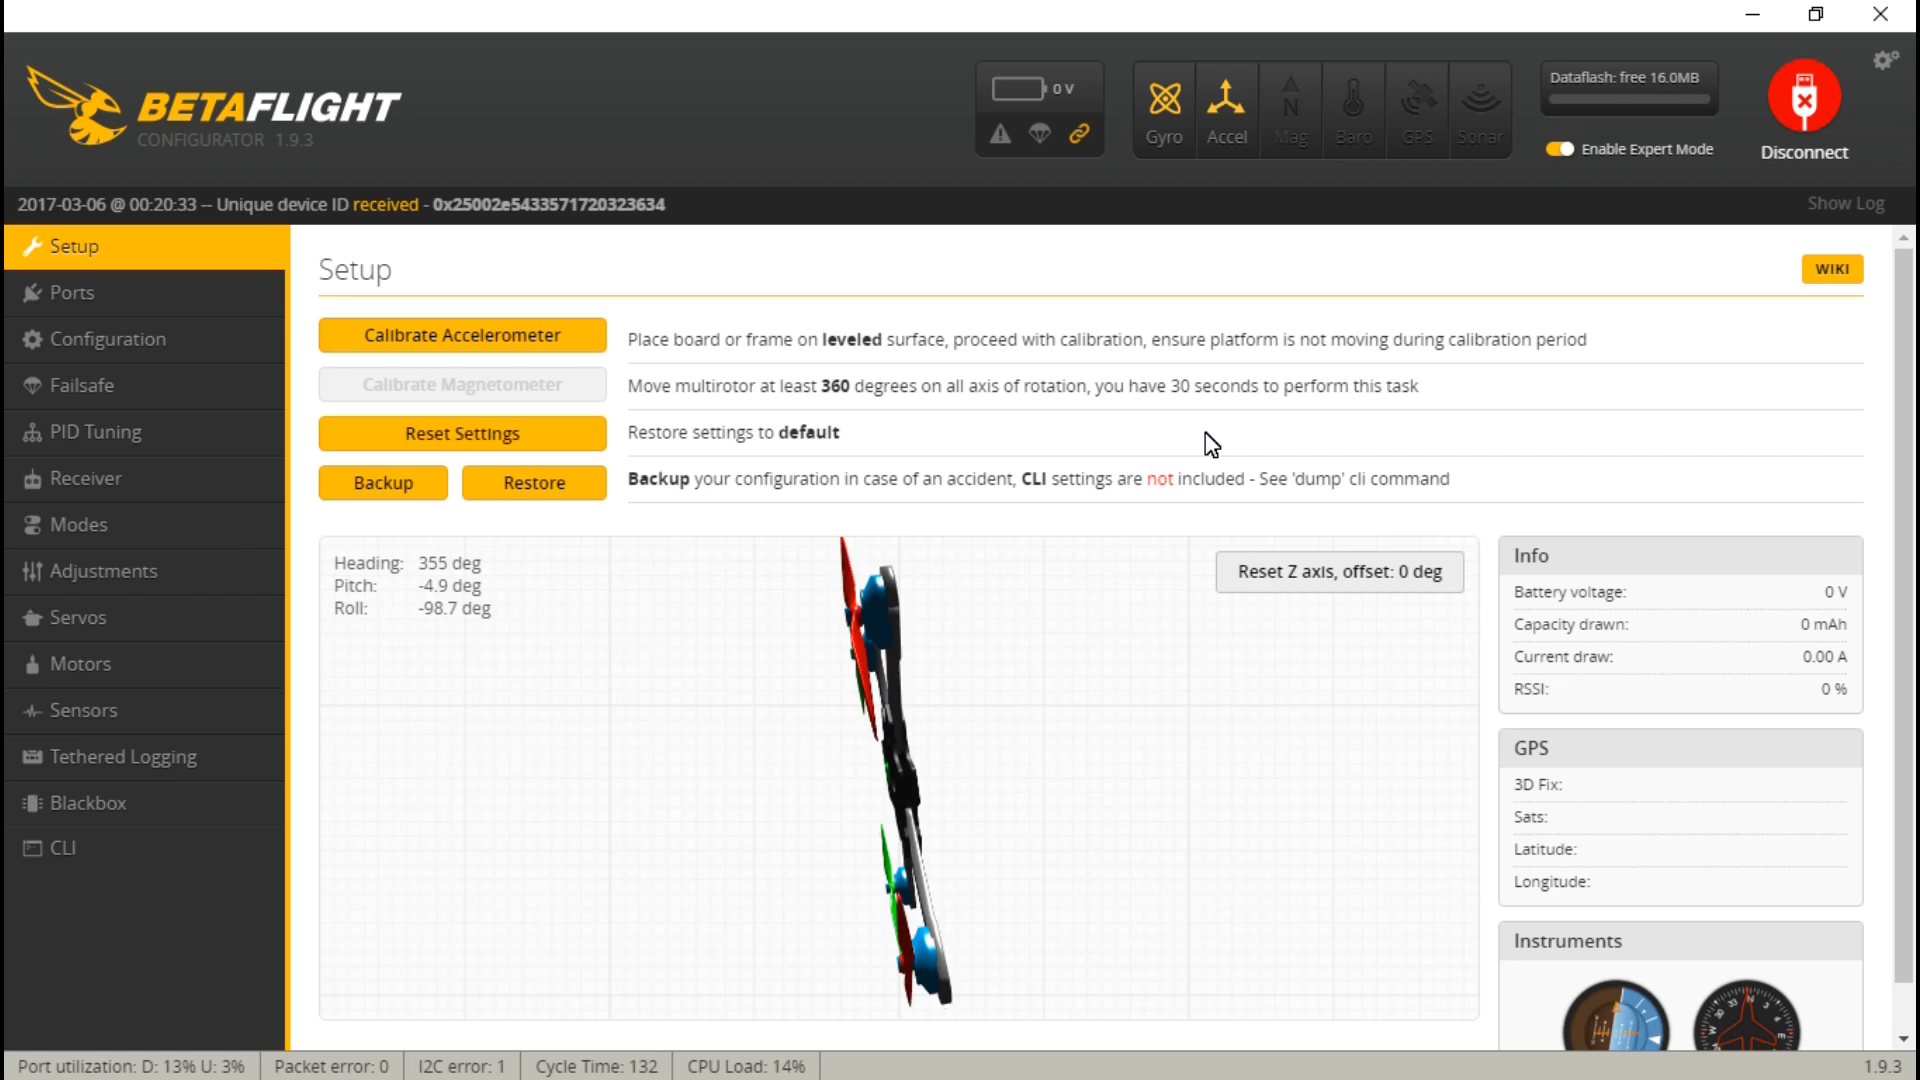 BETAFLIGHT
CONFIGURATOR 1.9.3
0 V
Gyro
Accel
Mag
Baro
GPS
Sonar
Dataflash: free 16.0MB
Enable Expert Mode
Disconnect
2017-03-06 @ 00:20:33 -- Unique device ID received - 0x25002e5433571720323634
Show Log
Setup
Ports
Configuration
Failsafe
PID Tuning
Receiver
Modes
Adjustments
Servos
Motors
Sensors
Tethered Logging
Blackbox
CLI
Setup
WIKI
Calibrate Accelerometer
Place board or frame on leveled surface, proceed with calibration, ensure platform is not moving during calibration period
Calibrate Magnetometer
Move multirotor at least 360 degrees on all axis of rotation, you have 30 seconds to perform this task
Reset Settings
Restore settings to default
Backup
Restore
Backup your configuration in case of an accident, CLI settings are not included - See 'dump' cli command
Heading: 355 deg
Pitch: -4.9 deg
Roll: -98.7 deg
Reset Z axis, offset: 0 deg
Info
Battery voltage: 0 V
Capacity drawn: 0 mAh
Current draw: 0.00 A
RSSI: 0 %
GPS
3D Fix:
Sats:
Latitude:
Longitude:
Instruments
Port utilization: D: 13% U: 3%
Packet error: 0
I2C error: 1
Cycle Time: 132
CPU Load: 14%
1.9.3